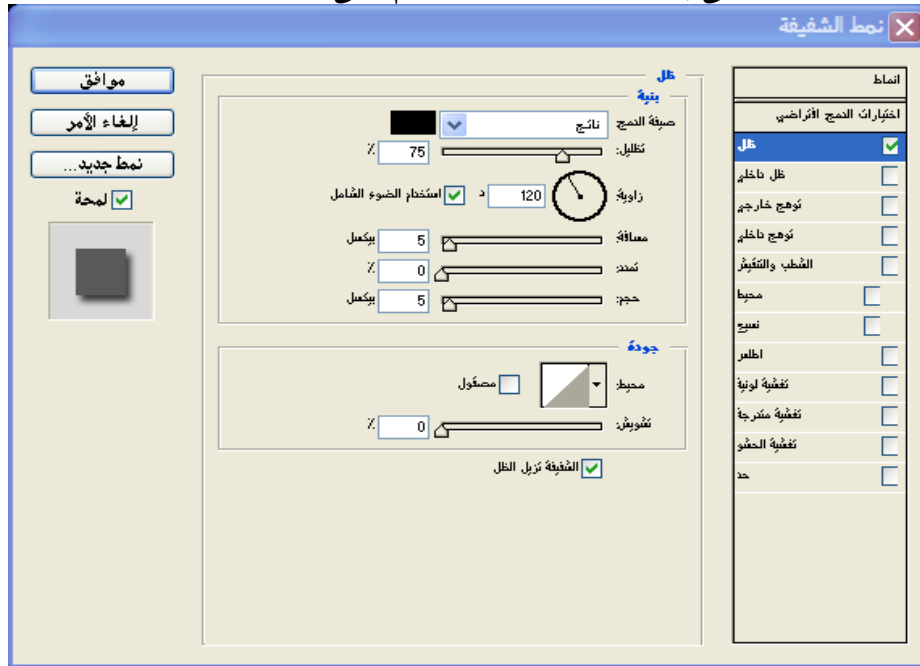 نمط الشفيفة
انماط
اختيارات الدمج الافتراضي
ظل
ظل داخلي
توهج خارجي
توهج داخلي
الشطب والتنقيش
محيط
نسيج
اطلس
تغشية لونية
تغشية متدرجة
تغشية الحشو
حد
ظل
بنية
صيغة الدمج: ناتج
تظليل: 75 ٪
زاوية: 120 د استخدام الضوء الشامل
مسافة: 5 بيكسل
تمدد: 0 ٪
حجم: 5 بيكسل
جودة
محيط: مصقول
تشويش: 0 ٪
الشفيفة تزيل الظل
موافق
إلغاء الأمر
نمط جديد...
لمحة